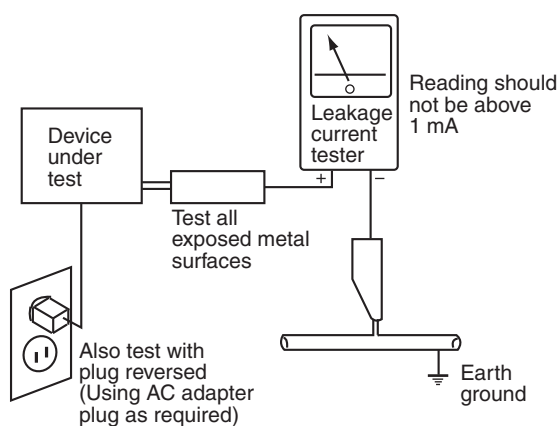 Device
under
test
Leakage
current
tester
Reading should
not be above
1 mA
+
−
Test all
exposed metal
surfaces
Also test with
plug reversed
(Using AC adapter
plug as required)
Earth
ground